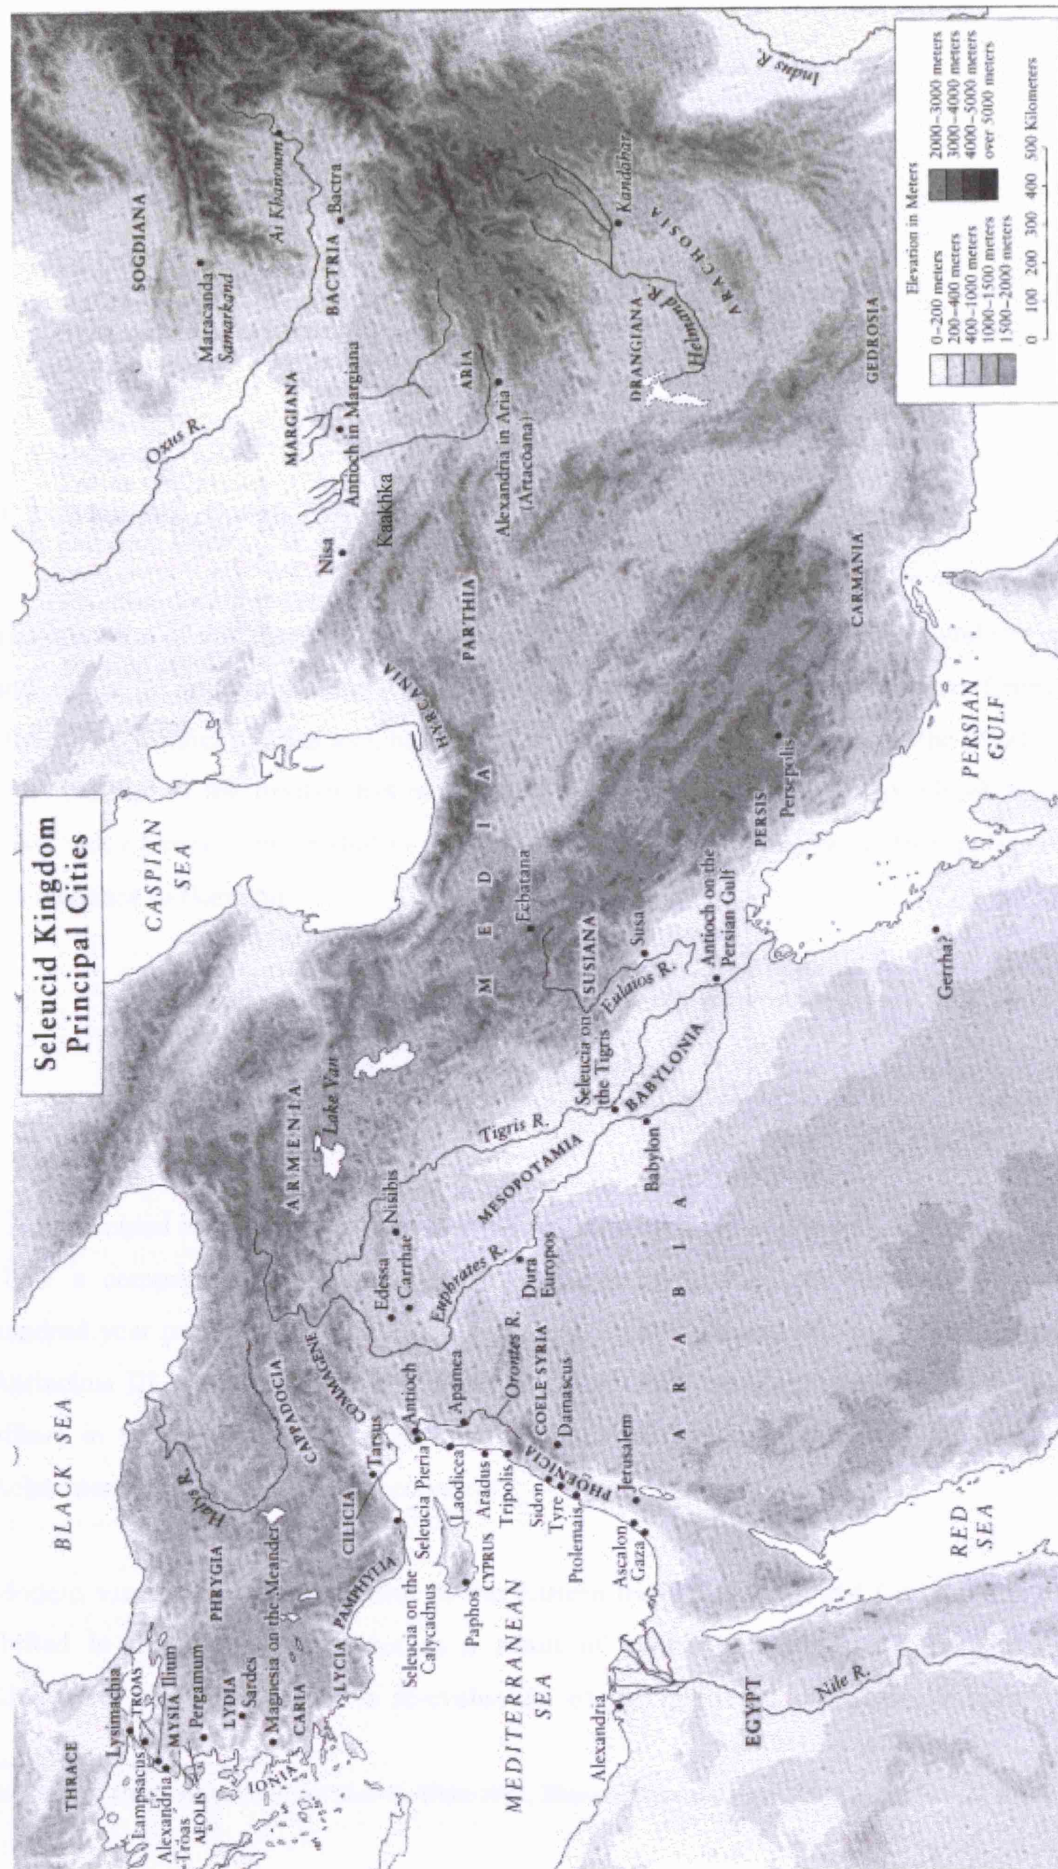 Seleucid Kingdom
Principal Cities
THRACE
BLACK SEA
CASPIAN
SEA
Lysimachia
Lampsacus
TROAS
Ilium
Alexandria
Troas
MYSIA
Pergamum
AEOLIS
LYDIA
Sardes
Magnesia on the Meander
IONIA
CARIA
LYCIA
PAMPHYLIA
PHRYGIA
Halys R.
CAPPADOCIA
CILICIA
Tarsus
COMMAGENE
ARMENIA
Lake Van
Seleucia on the
Calycadnus
Seleucia Pieria
Antioch
Apamea
Laodicea
Aradus
Tripolis
Orontes R.
COELE SYRIA
Damascus
PHOENICIA
Sidon
Tyre
Ptolemais
Jerusalem
Ascalon
Gaza
Paphos
CYPRUS
MEDITERRANEAN
SEA
Alexandria
EGYPT
Nile R.
RED
SEA
ARABIA
Edessa
Carrhae
Nisibis
Euphrates R.
Dura
Europos
Tigris R.
MESOPOTAMIA
Seleucia on
the Tigris
BABYLONIA
Babylon
MEDIA
Ecbatana
SUSIANA
Susa
Eulaios R.
Antioch on the
Persian Gulf
PERSIS
Persepolis
Gerrha?
PERSIAN
GULF
HYRCANIA
PARTHIA
Nisa
Kaakhka
CARMANIA
MARGIANA
Antioch in Margiana
ARIA
Alexandria in Aria
(Artacoana)
Oxus R.
SOGDIANA
Maracanda
Samarkand
BACTRIA
Bactra
Ai Khanoum
DRANGIANA
Helmand R.
ARACHOSIA
Kandahar
GEDROSIA
Indus R.
Elevation in Meters
0–200 meters
200–400 meters
400–1000 meters
1000–1500 meters
1500–2000 meters
2000–3000 meters
3000–4000 meters
4000–5000 meters
over 5000 meters
0 100 200 300 400 500 Kilometers